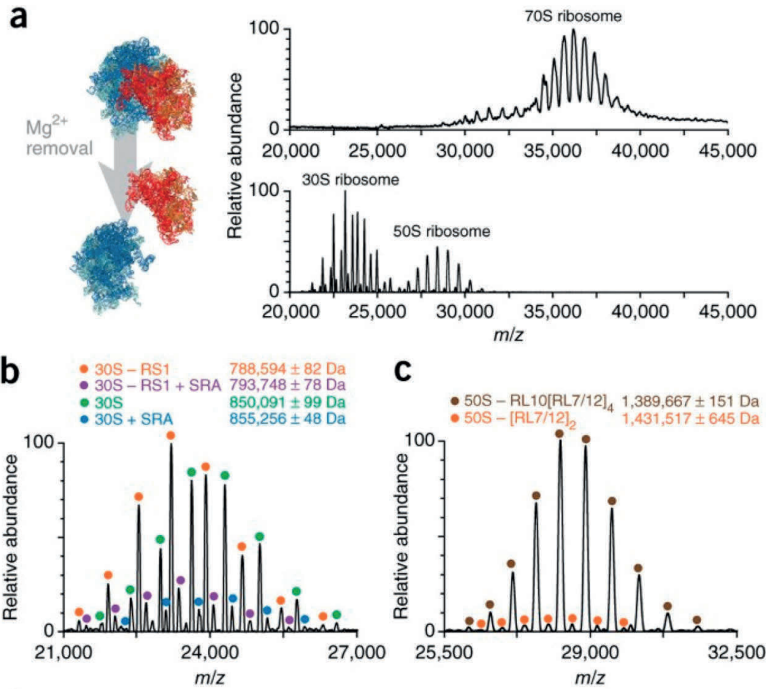 a
Mg2+
removal
70S ribosome
100
0
20,000 25,000 30,000 35,000 40,000 45,000
Relative abundance
30S ribosome
50S ribosome
100
0
20,000 25,000 30,000 35,000 40,000 45,000
m/z
b
30S – RS1 788,594 ± 82 Da
30S – RS1 + SRA 793,748 ± 78 Da
30S 850,091 ± 99 Da
30S + SRA 855,256 ± 48 Da
100
0
Relative abundance
21,000 24,000 27,000
m/z
c
50S – RL10[RL7/12]4 1,389,667 ± 151 Da
50S – [RL7/12]2 1,431,517 ± 645 Da
100
0
Relative abundance
25,500 29,000 32,500
m/z